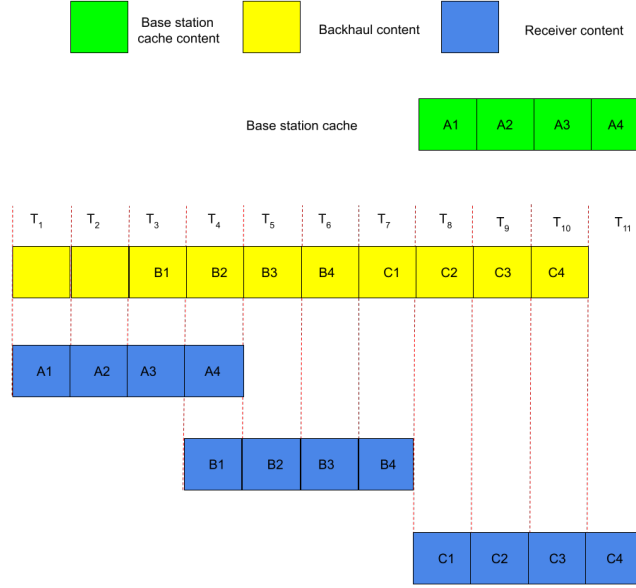 Base station
cache content
Backhaul content
Receiver content
Base station cache
A1 A2 A3 A4
T1 T2 T3 T4 T5 T6 T7 T8 T9 T10 T11
B1 B2 B3 B4 C1 C2 C3 C4
A1 A2 A3 A4
B1 B2 B3 B4
C1 C2 C3 C4